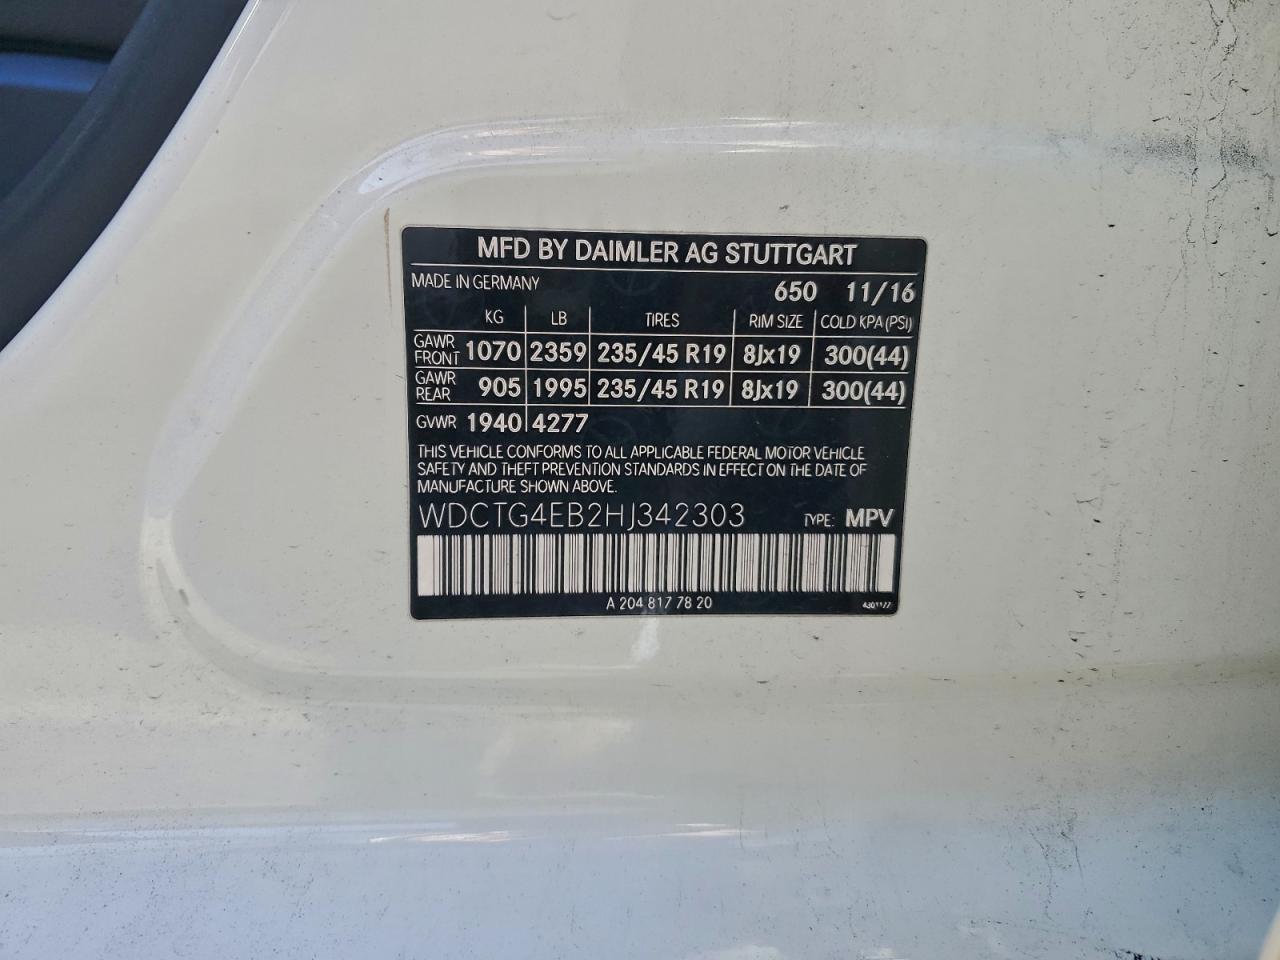 MFD BY DAIMLER AG STUTTGART
MADE IN GERMANY 650 11/16
KG LB TIRES RIM SIZE COLD KPA (PSI)
GAWR FRONT 1070 2359 235/45 R19 8Jx19 300(44)
GAWR REAR 905 1995 235/45 R19 8Jx19 300(44)
GVWR 1940 4277
THIS VEHICLE CONFORMS TO ALL APPLICABLE FEDERAL MOTOR VEHICLE
SAFETY AND THEFT PREVENTION STANDARDS IN EFFECT ON THE DATE OF
MANUFACTURE SHOWN ABOVE.
WDCTG4EB2HJ342303 TYPE: MPV
A 204 817 78 20